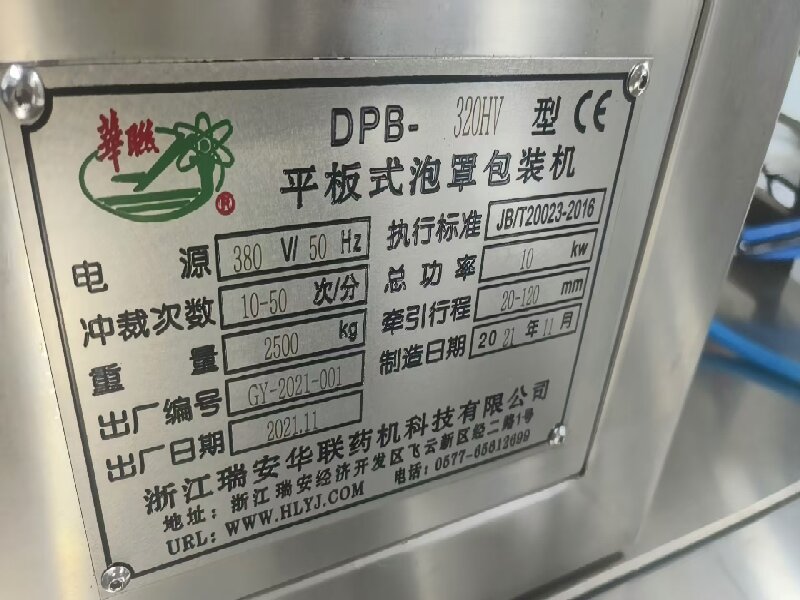 華聯
®
DPB- 320HV 型 CE
平板式泡罩包装机
电源 380 V/ 50 Hz
执行标准 JB/T20023-2016
冲裁次数 10-50 次/分
总功率 10 kw
重量 2500 kg
牵引行程 20-120 mm
出厂编号 GY-2021-001
制造日期 2021年11月
出厂日期 2021.11
浙江瑞安华联药机科技有限公司
地址：浙江瑞安经济开发区飞云新区经二路1号
URL: WWW.HLYJ.COM 电话：0577-65612699